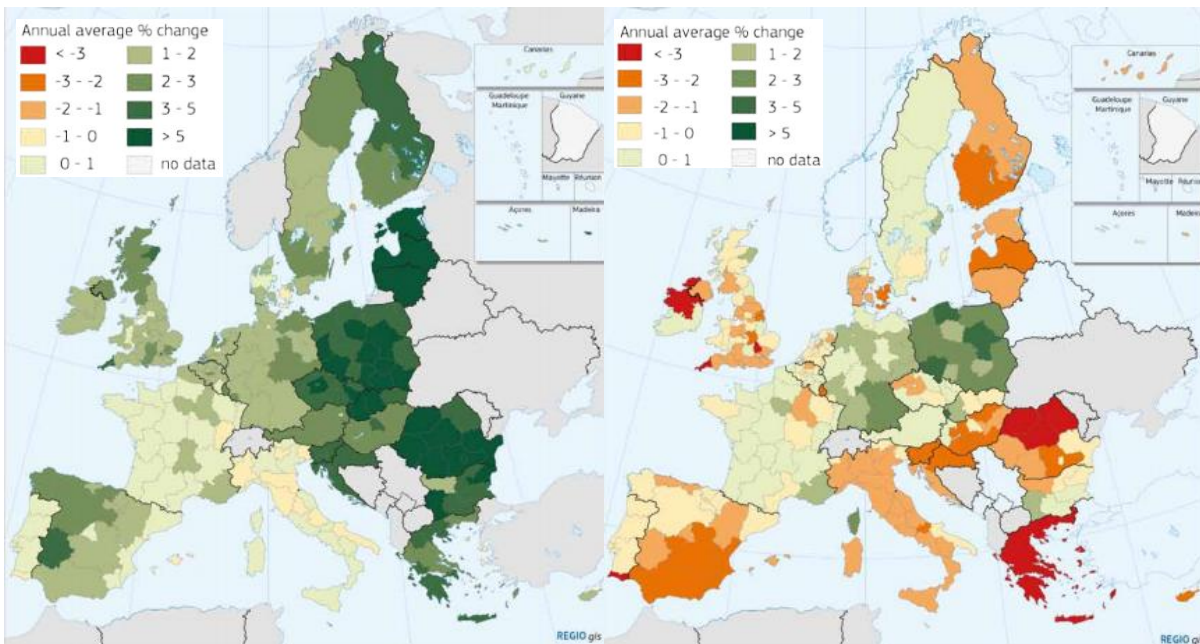 Annual average % change
< -3
1 - 2
-3 - -2
2 - 3
-2 - -1
3 - 5
-1 - 0
> 5
0 - 1
no data
Canarias
Guadeloupe
Martinique
Guyane
Mayotte
Réunion
Açores
Madeira
REGIO gis
Annual average % change
< -3
1 - 2
-3 - -2
2 - 3
-2 - -1
3 - 5
-1 - 0
> 5
0 - 1
no data
Canarias
Guadeloupe
Martinique
Guyane
Mayotte
Réunion
Açores
REGIO